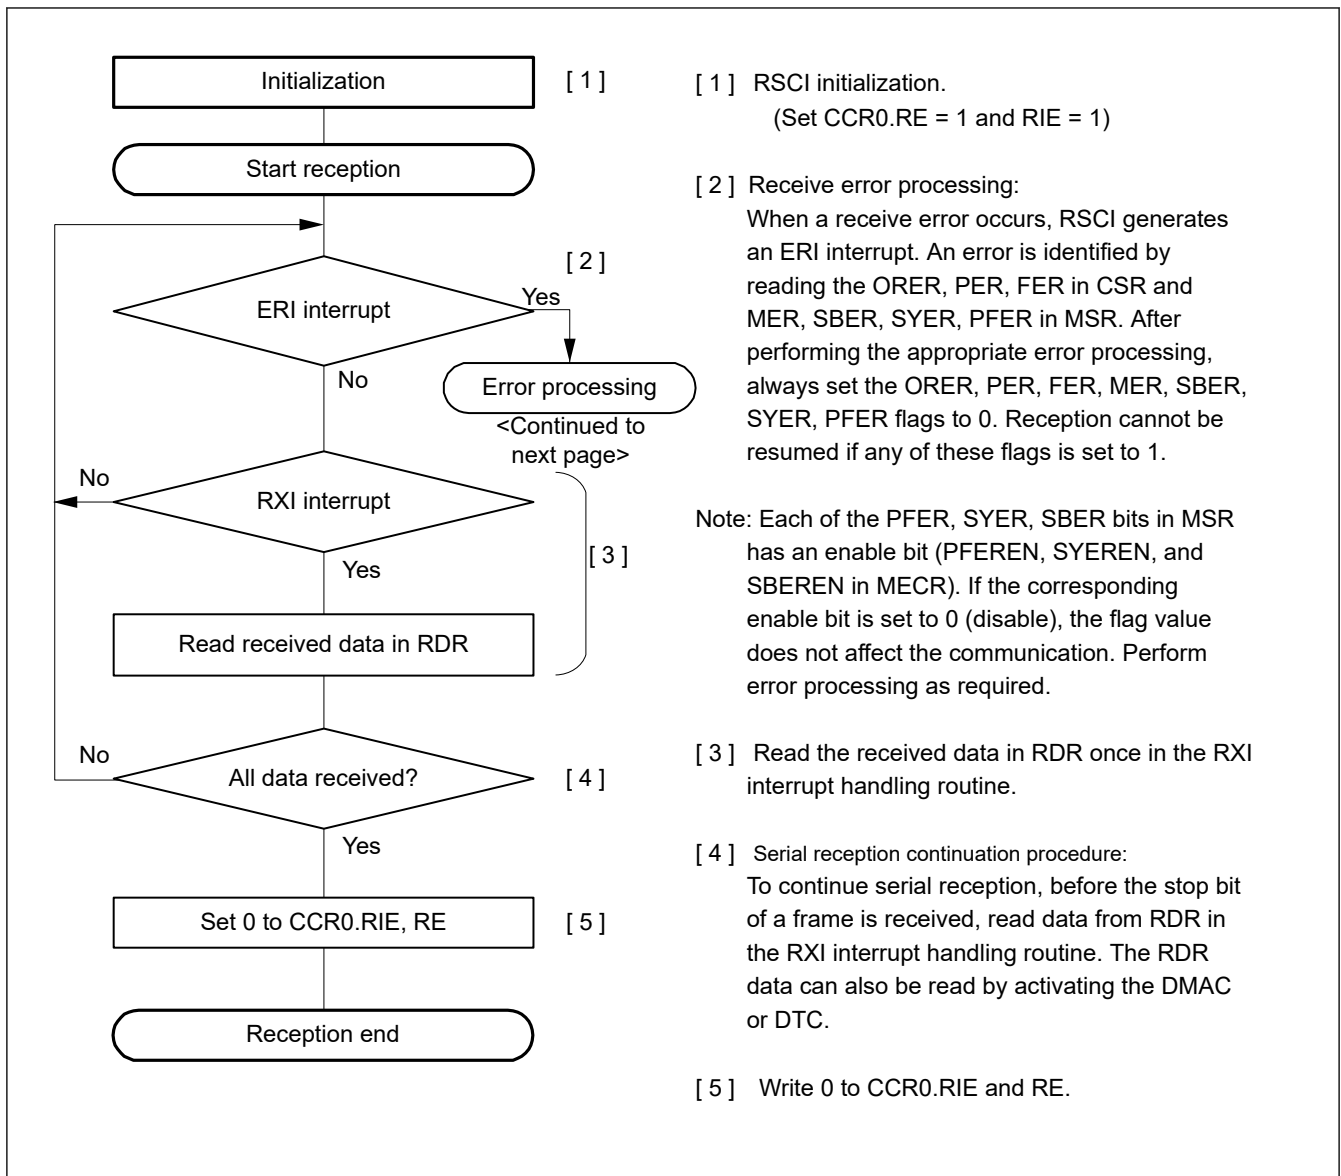 Initialization
[ 1 ]
Start reception
[ 2 ]
ERI interrupt
Yes
No
Error processing
<Continued to
next page>
No
RXI interrupt
[ 3 ]
Yes
Read received data in RDR
No
All data received?
[ 4 ]
Yes
Set 0 to CCR0.RIE, RE
[ 5 ]
Reception end
[ 1 ] RSCI initialization.
(Set CCR0.RE = 1 and RIE = 1)
[ 2 ] Receive error processing:
When a receive error occurs, RSCI generates
an ERI interrupt. An error is identified by
reading the ORER, PER, FER in CSR and
MER, SBER, SYER, PFER in MSR. After
performing the appropriate error processing,
always set the ORER, PER, FER, MER, SBER,
SYER, PFER flags to 0. Reception cannot be
resumed if any of these flags is set to 1.
Note: Each of the PFER, SYER, SBER bits in MSR
has an enable bit (PFEREN, SYEREN, and
SBEREN in MECR). If the corresponding
enable bit is set to 0 (disable), the flag value
does not affect the communication. Perform
error processing as required.
[ 3 ] Read the received data in RDR once in the RXI
interrupt handling routine.
[ 4 ] Serial reception continuation procedure:
To continue serial reception, before the stop bit
of a frame is received, read data from RDR in
the RXI interrupt handling routine. The RDR
data can also be read by activating the DMAC
or DTC.
[ 5 ] Write 0 to CCR0.RIE and RE.